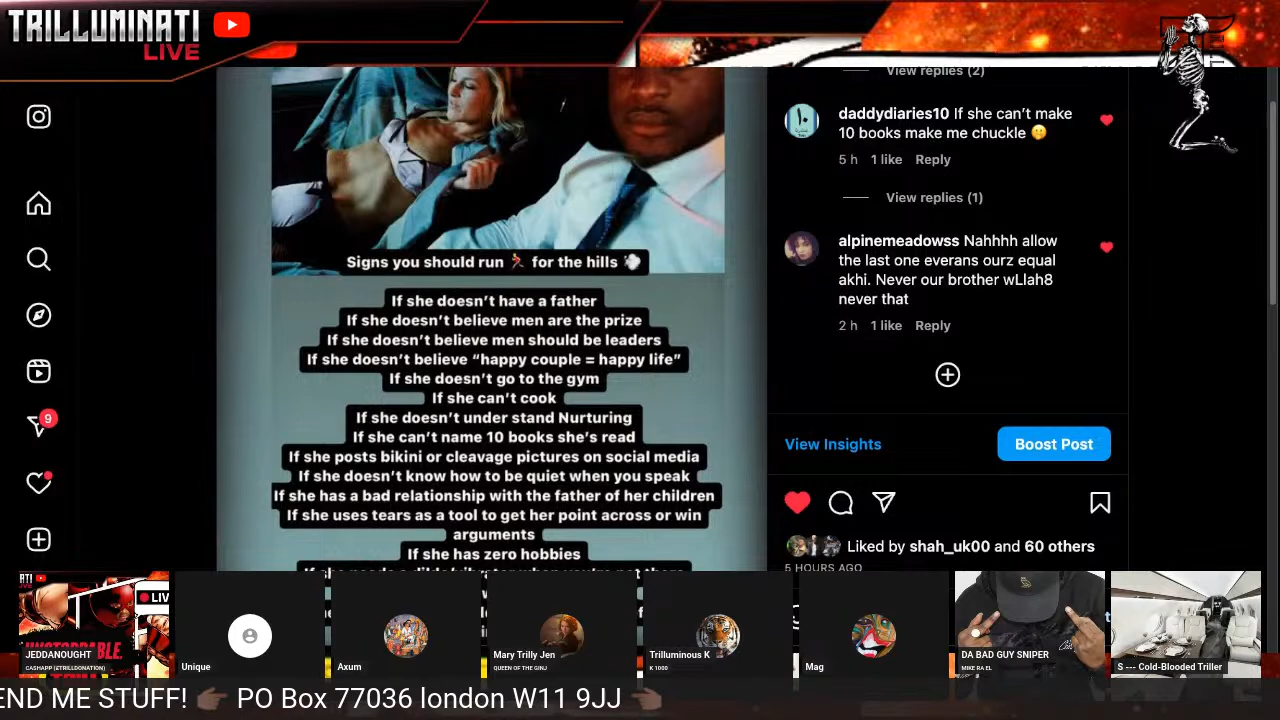 TRILLUMINATI
LIVE
View replies (2)
daddydiaries10 If she can’t make
10 books make me chuckle 🤫
5 h 1 like Reply
View replies (1)
alpinemeadowss Nahhhh allow
the last one everans ourz equal
akhi. Never our brother wLlah8
never that
2 h 1 like Reply
View Insights
Boost Post
Liked by shah_uk00 and 60 others
5 HOURS AGO
9
Signs you should run 🏃 for the hills 💨
If she doesn’t have a father
If she doesn’t believe men are the prize
If she doesn’t believe men should be leaders
If she doesn’t believe “happy couple = happy life”
If she doesn’t go to the gym
If she can’t cook
If she doesn’t under stand Nurturing
If she can’t name 10 books she’s read
If she posts bikini or cleavage pictures on social media
If she doesn’t know how to be quiet when you speak
If she has a bad relationship with the father of her children
If she uses tears as a tool to get her point across or win
arguments
If she has zero hobbies
JEDDANOUGHT
CASHAPP (£TRILLDONATION)
Unique
Axum
Mary Trilly Jen
QUEEN OF THE GINJ
Trilluminous K
K 1000
Mag
DA BAD GUY SNIPER
MIKE RA EL
S --- Cold-Blooded Triller
END ME STUFF! 👉🏽 PO Box 77036 london W11 9JJ 👈🏽